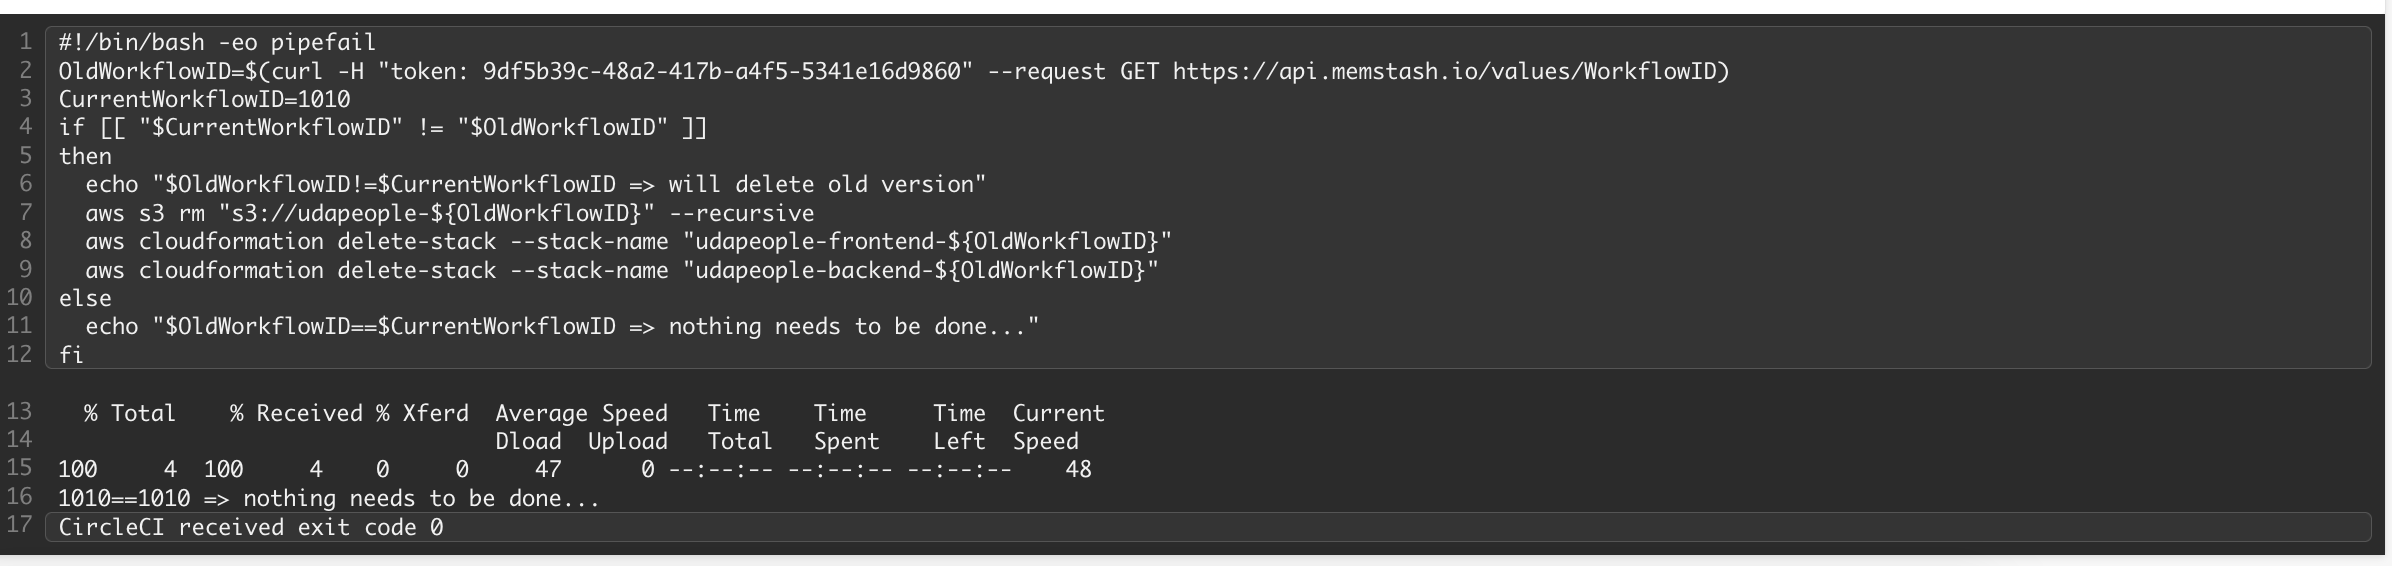 1 #!/bin/bash -eo pipefail
2 OldWorkflowID=$(curl -H "token: 9df5b39c-48a2-417b-a4f5-5341e16d9860" --request GET https://api.memstash.io/values/WorkflowID)
3 CurrentWorkflowID=1010
4 if [[ "$CurrentWorkflowID" != "$OldWorkflowID" ]]
5 then
6   echo "$OldWorkflowID!=$CurrentWorkflowID => will delete old version"
7   aws s3 rm "s3://udapeople-${OldWorkflowID}" --recursive
8   aws cloudformation delete-stack --stack-name "udapeople-frontend-${OldWorkflowID}"
9   aws cloudformation delete-stack --stack-name "udapeople-backend-${OldWorkflowID}"
10 else
11   echo "$OldWorkflowID==$CurrentWorkflowID => nothing needs to be done..."
12 fi
13   % Total    % Received % Xferd  Average Speed   Time    Time     Time  Current
14                                  Dload  Upload   Total   Spent    Left  Speed
15 100     4  100     4    0     0     47      0 --:--:-- --:--:-- --:--:--    48
16 1010==1010 => nothing needs to be done...
17 CircleCI received exit code 0